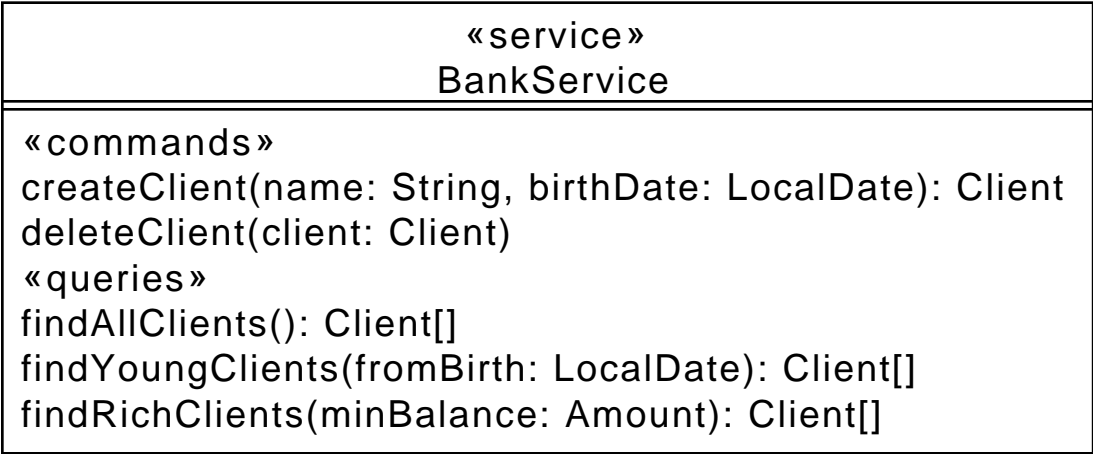 «service»
BankService
«commands»
createClient(name: String, birthDate: LocalDate): Client
deleteClient(client: Client)
«queries»
findAllClients(): Client[]
findYoungClients(fromBirth: LocalDate): Client[]
findRichClients(minBalance: Amount): Client[]